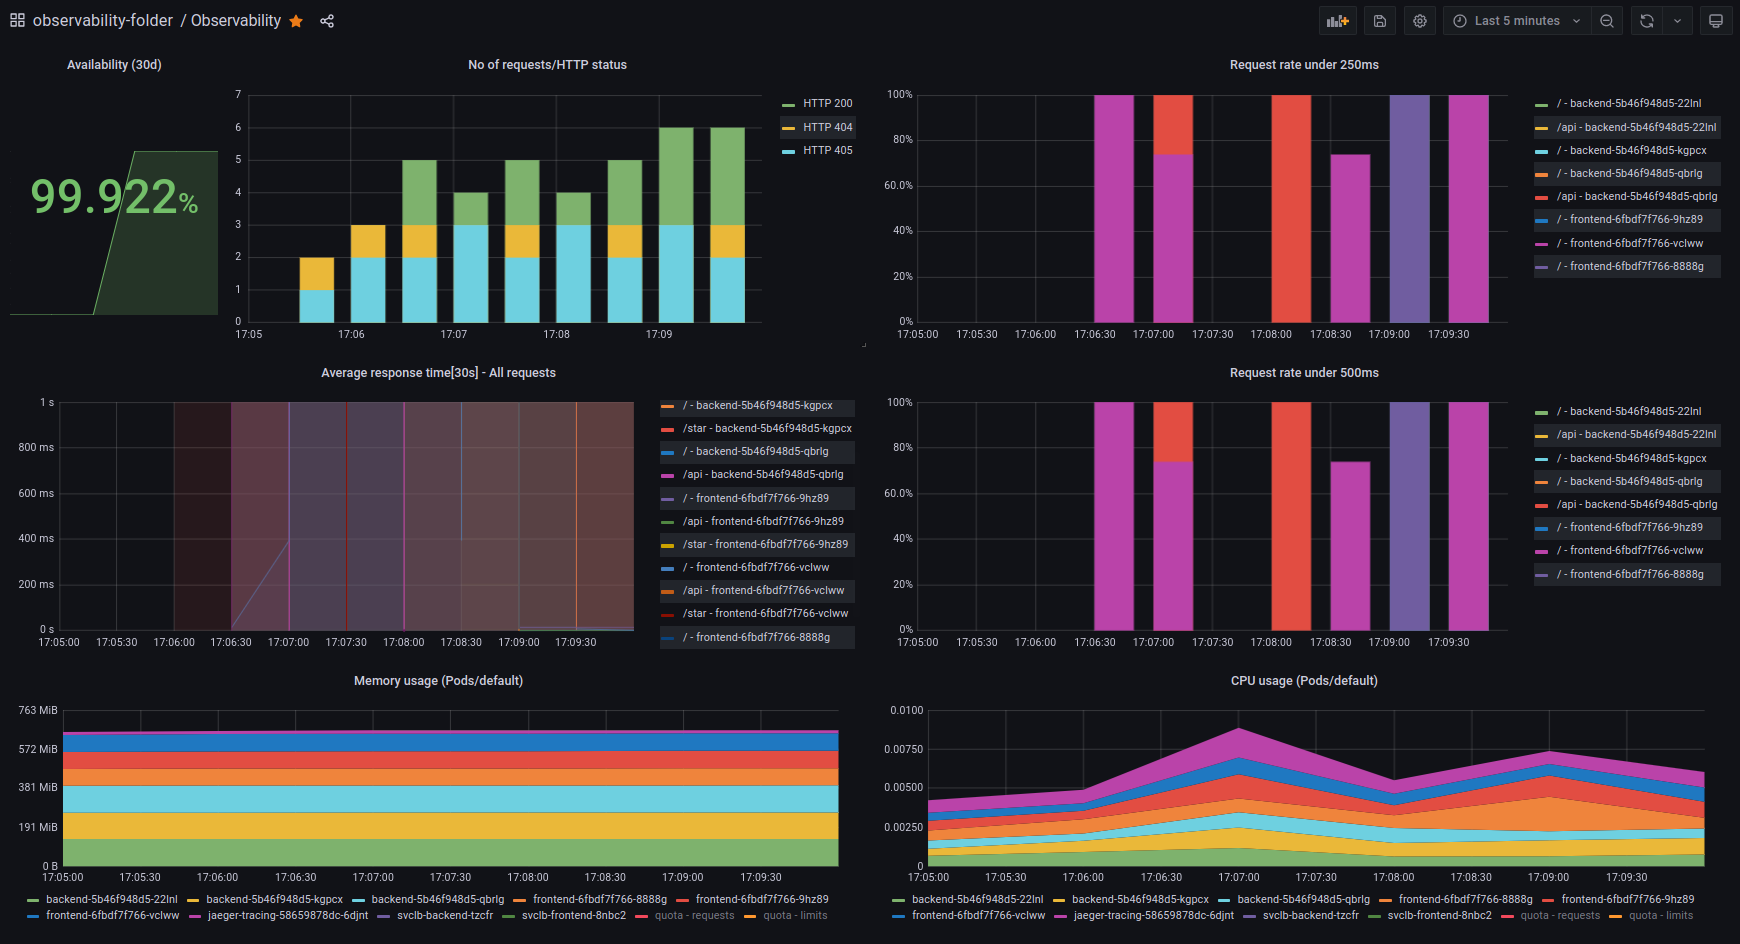 observability-folder / Observability
Last 5 minutes
Availability (30d)
99.922%
No of requests/HTTP status
7
6
5
4
3
2
1
0
17:05 17:06 17:07 17:08 17:09
HTTP 200
HTTP 404
HTTP 405
Request rate under 250ms
100%
80%
60.0%
40%
20%
0%
17:05:00 17:05:30 17:06:00 17:06:30 17:07:00 17:07:30 17:08:00 17:08:30 17:09:00 17:09:30
/ - backend-5b46f948d5-22lnl
/api - backend-5b46f948d5-22lnl
/ - backend-5b46f948d5-kgpcx
/ - backend-5b46f948d5-qbrlg
/api - backend-5b46f948d5-qbrlg
/ - frontend-6fbdf7f766-9hz89
/ - frontend-6fbdf7f766-vclww
/ - frontend-6fbdf7f766-8888g
Average response time[30s] - All requests
1 s
800 ms
600 ms
400 ms
200 ms
0 s
17:05:00 17:05:30 17:06:00 17:06:30 17:07:00 17:07:30 17:08:00 17:08:30 17:09:00 17:09:30
/ - backend-5b46f948d5-kgpcx
/star - backend-5b46f948d5-kgpcx
/ - backend-5b46f948d5-qbrlg
/api - backend-5b46f948d5-qbrlg
/ - frontend-6fbdf7f766-9hz89
/api - frontend-6fbdf7f766-9hz89
/star - frontend-6fbdf7f766-9hz89
/ - frontend-6fbdf7f766-vclww
/api - frontend-6fbdf7f766-vclww
/star - frontend-6fbdf7f766-vclww
/ - frontend-6fbdf7f766-8888g
Request rate under 500ms
100%
80%
60.0%
40%
20%
0%
17:05:00 17:05:30 17:06:00 17:06:30 17:07:00 17:07:30 17:08:00 17:08:30 17:09:00 17:09:30
/ - backend-5b46f948d5-22lnl
/api - backend-5b46f948d5-22lnl
/ - backend-5b46f948d5-kgpcx
/ - backend-5b46f948d5-qbrlg
/api - backend-5b46f948d5-qbrlg
/ - frontend-6fbdf7f766-9hz89
/ - frontend-6fbdf7f766-vclww
/ - frontend-6fbdf7f766-8888g
Memory usage (Pods/default)
763 MiB
572 MiB
381 MiB
191 MiB
0 B
17:05:00 17:05:30 17:06:00 17:06:30 17:07:00 17:07:30 17:08:00 17:08:30 17:09:00 17:09:30
backend-5b46f948d5-22lnl backend-5b46f948d5-kgpcx backend-5b46f948d5-qbrlg frontend-6fbdf7f766-8888g frontend-6fbdf7f766-9hz89
frontend-6fbdf7f766-vclww jaeger-tracing-58659878dc-6djnt svclb-backend-tzcfr svclb-frontend-8nbc2 quota - requests quota - limits
CPU usage (Pods/default)
0.0100
0.00750
0.00500
0.00250
0
17:05:00 17:05:30 17:06:00 17:06:30 17:07:00 17:07:30 17:08:00 17:08:30 17:09:00 17:09:30
backend-5b46f948d5-22lnl backend-5b46f948d5-kgpcx backend-5b46f948d5-qbrlg frontend-6fbdf7f766-8888g frontend-6fbdf7f766-9hz89
frontend-6fbdf7f766-vclww jaeger-tracing-58659878dc-6djnt svclb-backend-tzcfr svclb-frontend-8nbc2 quota - requests quota - limits